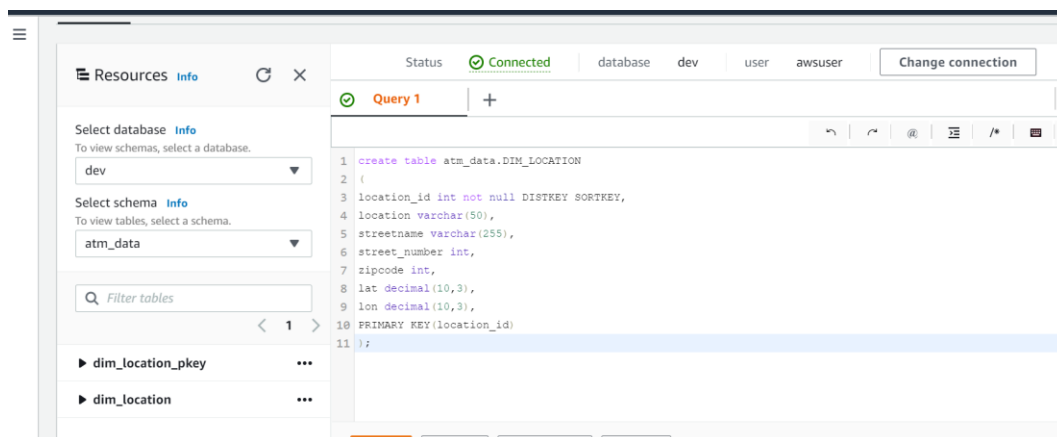 Resources Info
Select database Info
To view schemas, select a database.
dev
Select schema Info
To view tables, select a schema.
atm_data
Filter tables
1
dim_location_pkey
dim_location
Status Connected database dev user awsuser Change connection
Query 1
1 create table atm_data.DIM_LOCATION
2 (
3 location_id int not null DISTKEY SORTKEY,
4 location varchar(50),
5 streetname varchar(255),
6 street_number int,
7 zipcode int,
8 lat decimal(10,3),
9 lon decimal(10,3),
10 PRIMARY KEY(location_id)
11 );